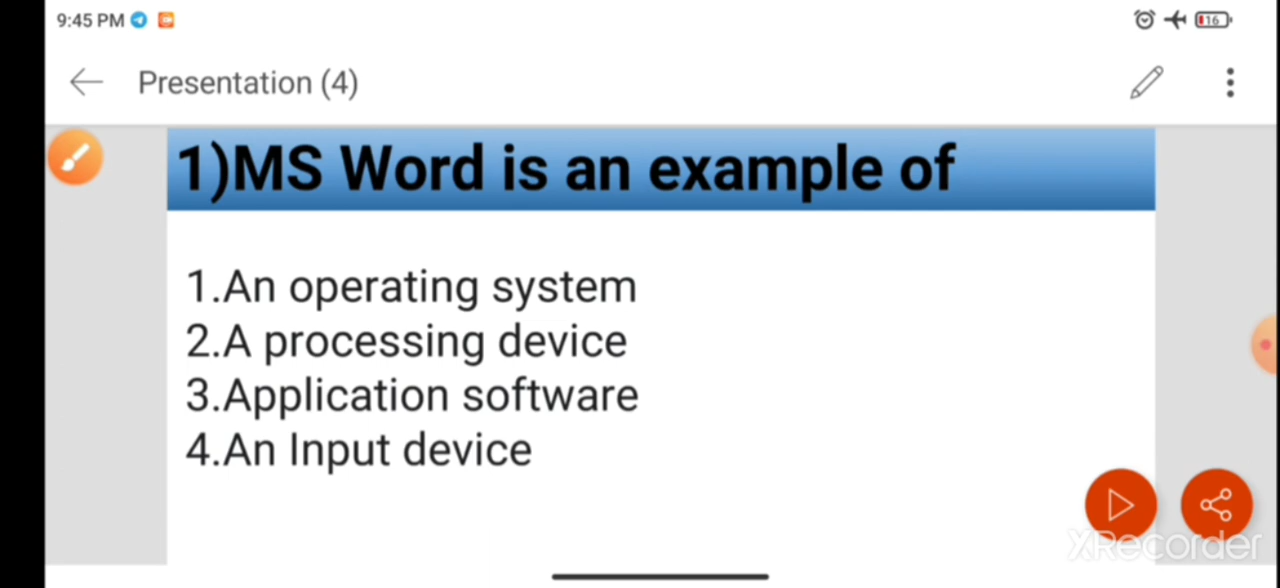 9:45 PM
16
Presentation (4)
1)MS Word is an example of
1.An operating system
2.A processing device
3.Application software
4.An Input device
XRecorder